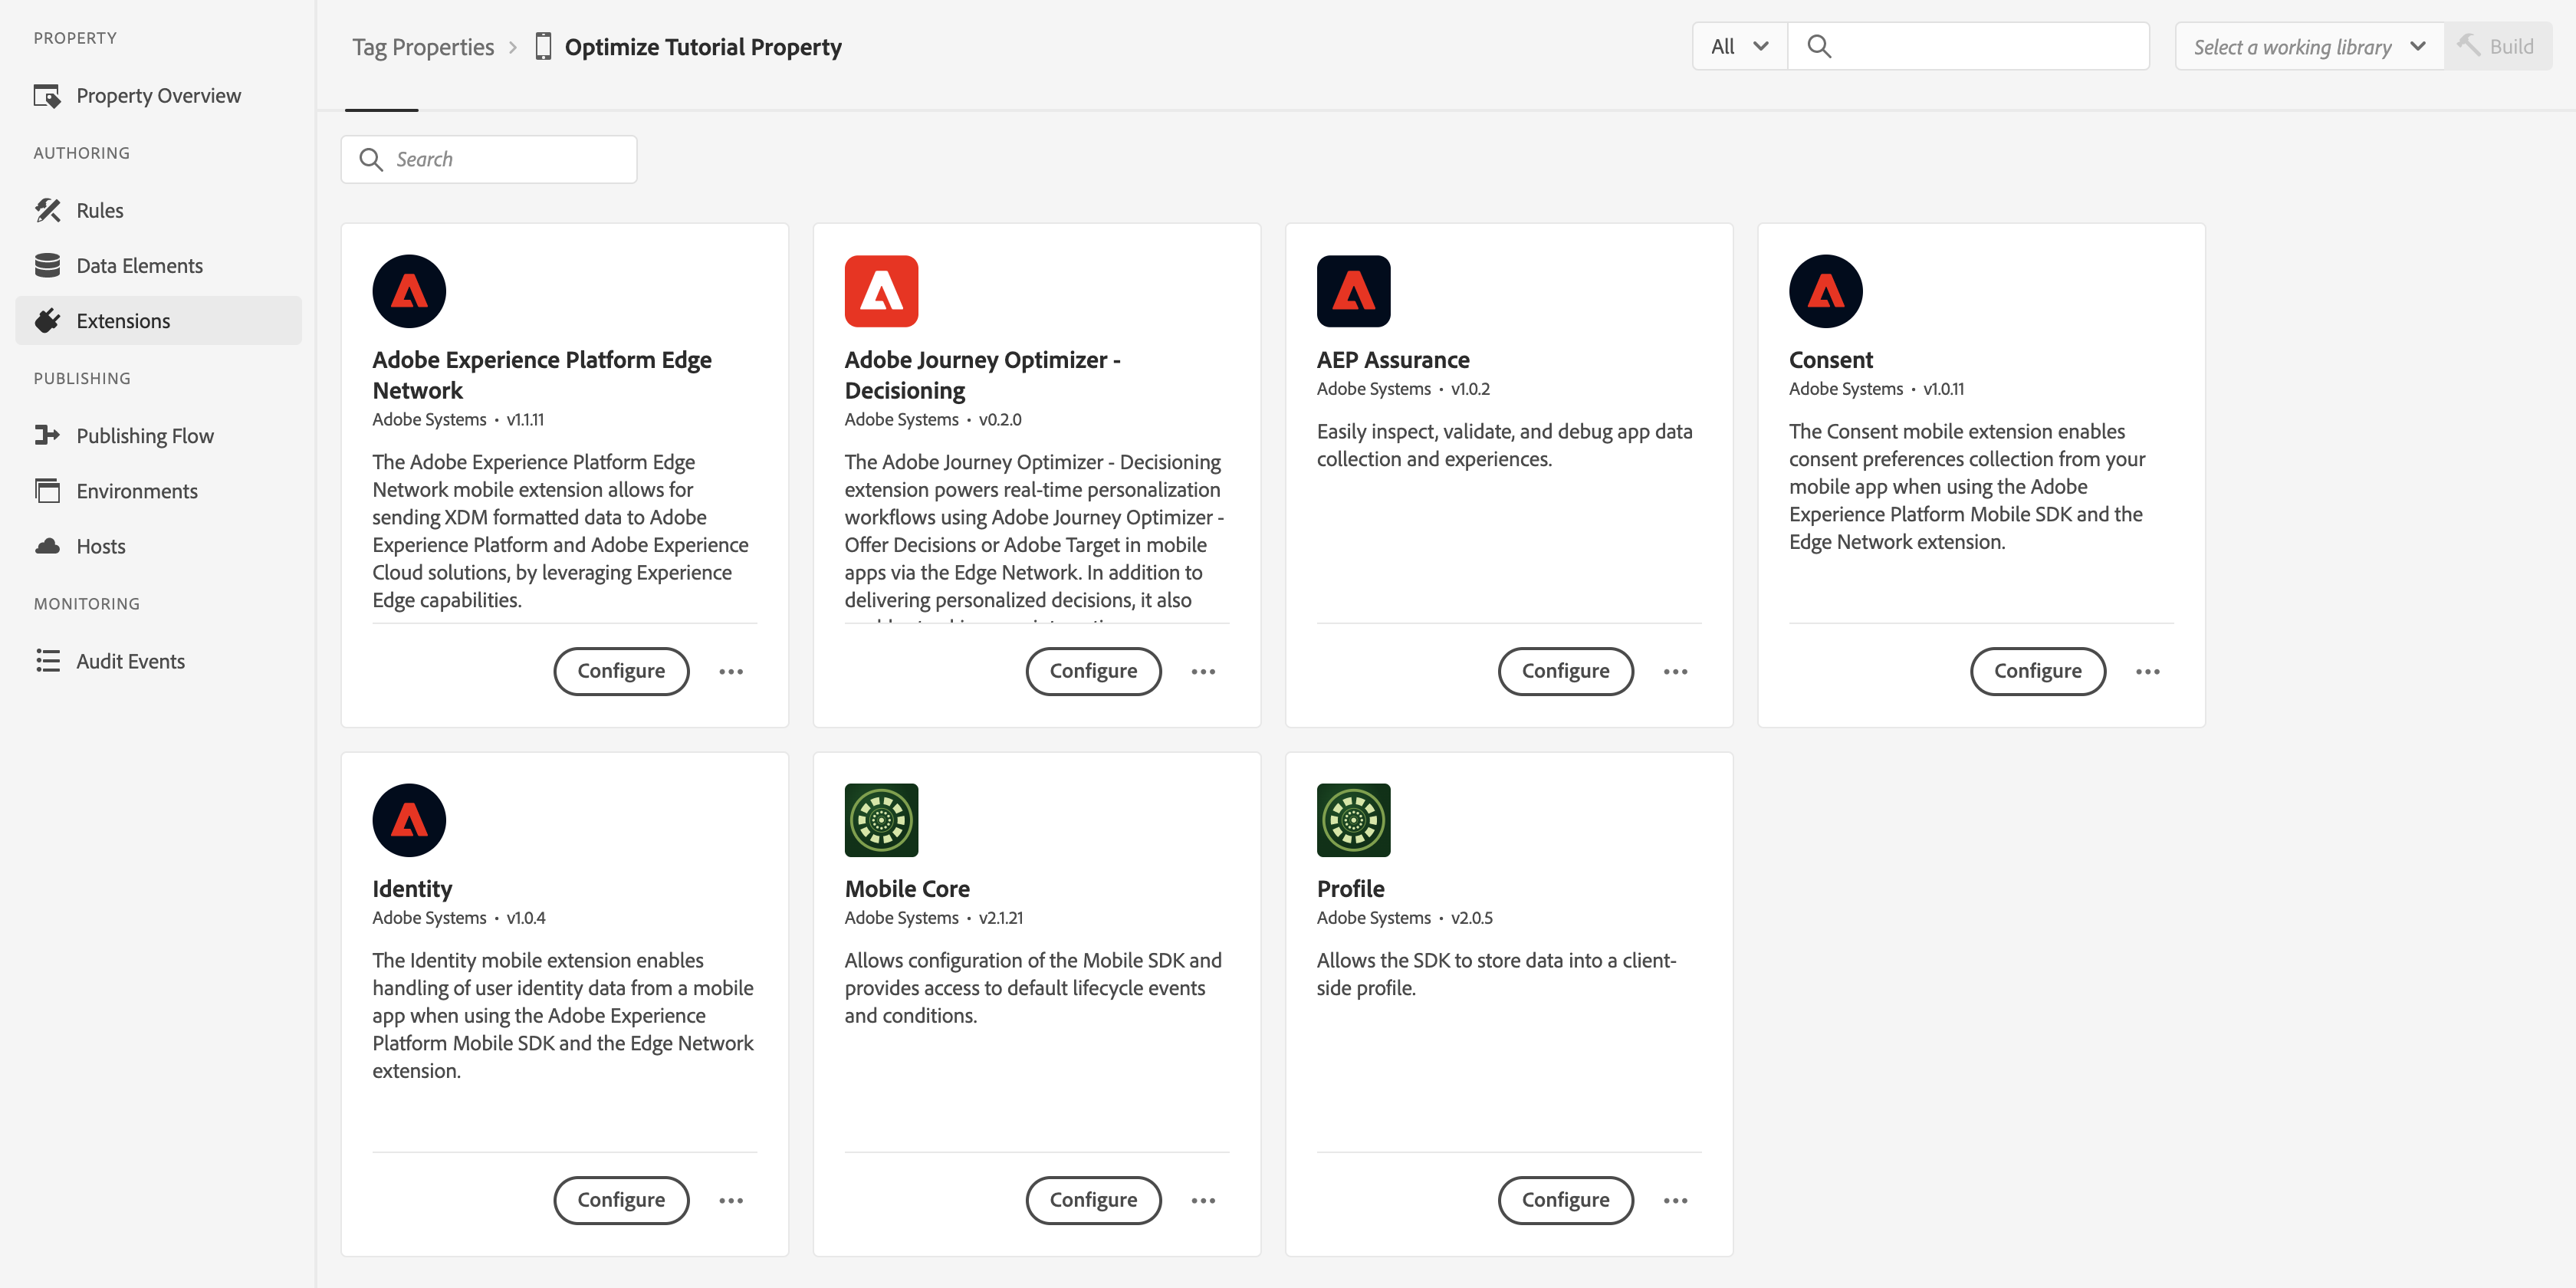 PROPERTY
Property Overview
AUTHORING
Rules
Data Elements
Extensions
PUBLISHING
Publishing Flow
Environments
Hosts
MONITORING
Audit Events
Tag Properties
Optimize Tutorial Property
All
Select a working library
Build
Search
Adobe Experience Platform Edge
Network
Adobe Systems • v1.1.11
The Adobe Experience Platform Edge
Network mobile extension allows for
sending XDM formatted data to Adobe
Experience Platform and Adobe Experience
Cloud solutions, by leveraging Experience
Edge capabilities.
Configure
Adobe Journey Optimizer -
Decisioning
Adobe Systems • v0.2.0
The Adobe Journey Optimizer - Decisioning
extension powers real-time personalization
workflows using Adobe Journey Optimizer -
Offer Decisions or Adobe Target in mobile
apps via the Edge Network. In addition to
delivering personalized decisions, it also
Configure
AEP Assurance
Adobe Systems • v1.0.2
Easily inspect, validate, and debug app data
collection and experiences.
Configure
Consent
Adobe Systems • v1.0.11
The Consent mobile extension enables
consent preferences collection from your
mobile app when using the Adobe
Experience Platform Mobile SDK and the
Edge Network extension.
Configure
Identity
Adobe Systems • v1.0.4
The Identity mobile extension enables
handling of user identity data from a mobile
app when using the Adobe Experience
Platform Mobile SDK and the Edge Network
extension.
Configure
Mobile Core
Adobe Systems • v2.1.21
Allows configuration of the Mobile SDK and
provides access to default lifecycle events
and conditions.
Configure
Profile
Adobe Systems • v2.0.5
Allows the SDK to store data into a client-
side profile.
Configure